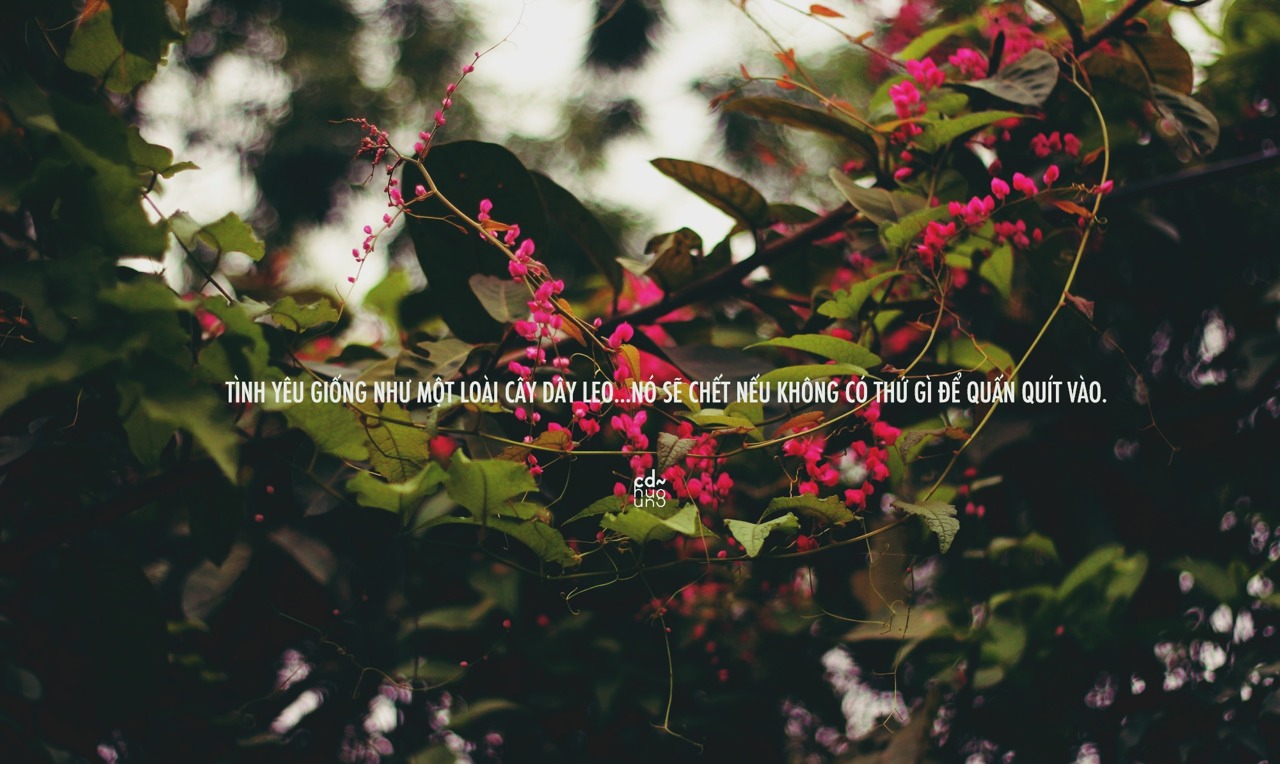 TÌNH YÊU GIỐNG NHƯ MỘT LOÀI CÂY DÂY LEO...NÓ SẼ CHẾT NẾU KHÔNG CÓ THỨ GÌ ĐỂ QUẤN QUÍT VÀO.
cd~